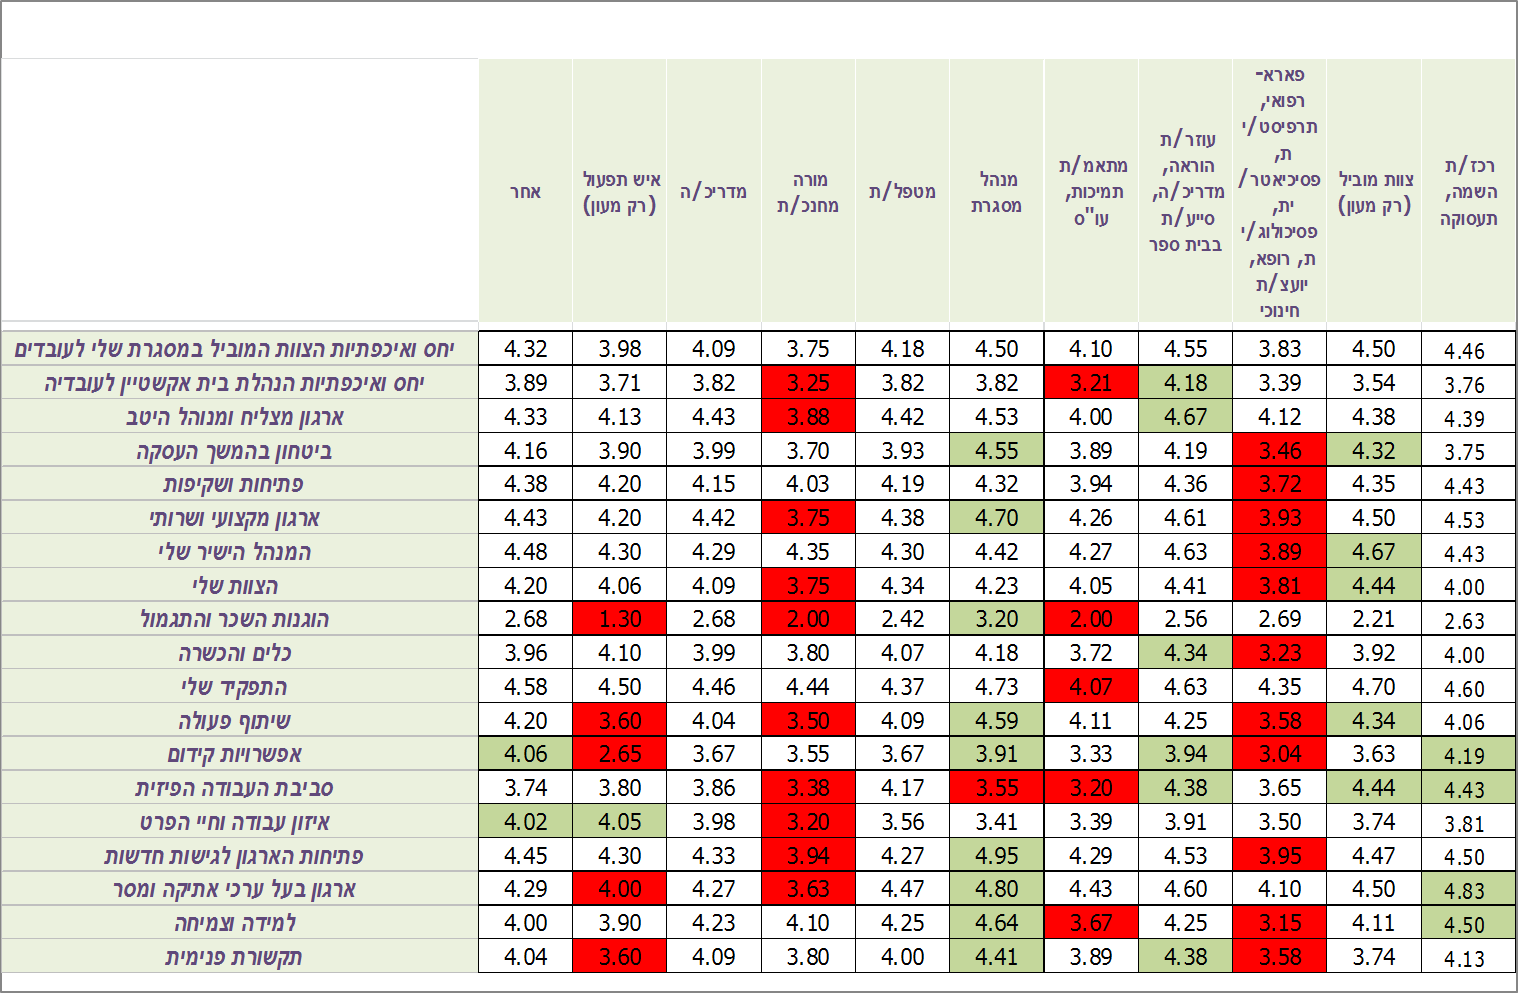 אחר
איש תפעול
(רק מעון)
מדריכ/ה
מורה
מחנכ/ת
מטפל/ת
מנהל
מסגרת
מתאמ/ת
תמיכות,
עו"ס
עוזר/ת
הוראה,
מדריכ/ה,
סייע/ת
בבית ספר
פארא-
רפואי,
תרפיסט/י
ת,
פסיכיאטר/
ית,
פסיכולוג/י
ת, רופא,
יועצ/ת
חינוכי
צוות מוביל
(רק מעון)
רכז/ת
השמה,
תעסוקה
יחס ואיכפתיות הצוות המוביל במסגרת שלי לעובדים 4.32 3.98 4.09 3.75 4.18 4.50 4.10 4.55 3.83 4.50 4.46
יחס ואיכפתיות הנהלת בית אקשטיין לעובדיה 3.89 3.71 3.82 3.25 3.82 3.82 3.21 4.18 3.39 3.54 3.76
ארגון מצליח ומנוהל היטב 4.33 4.13 4.43 3.88 4.42 4.53 4.00 4.67 4.12 4.38 4.39
ביטחון בהמשך העסקה 4.16 3.90 3.99 3.70 3.93 4.55 3.89 4.19 3.46 4.32 3.75
פתיחות ושקיפות 4.38 4.20 4.15 4.03 4.19 4.32 3.94 4.36 3.72 4.35 4.43
ארגון מקצועי ושרותי 4.43 4.20 4.42 3.75 4.38 4.70 4.26 4.61 3.93 4.50 4.53
המנהל הישיר שלי 4.48 4.30 4.29 4.35 4.30 4.42 4.27 4.63 3.89 4.67 4.43
הצוות שלי 4.20 4.06 4.09 3.75 4.34 4.23 4.05 4.41 3.81 4.44 4.00
הוגנות השכר והתגמול 2.68 1.30 2.68 2.00 2.42 3.20 2.00 2.56 2.69 2.21 2.63
כלים והכשרה 3.96 4.10 3.99 3.80 4.07 4.18 3.72 4.34 3.23 3.92 4.00
התפקיד שלי 4.58 4.50 4.46 4.44 4.37 4.73 4.07 4.63 4.35 4.70 4.60
שיתוף פעולה 4.20 3.60 4.04 3.50 4.09 4.59 4.11 4.25 3.58 4.34 4.06
אפשרויות קידום 4.06 2.65 3.67 3.55 3.67 3.91 3.33 3.94 3.04 3.63 4.19
סביבת העבודה הפיזית 3.74 3.80 3.86 3.38 4.17 3.55 3.20 4.38 3.65 4.44 4.43
איזון עבודה וחיי הפרט 4.02 4.05 3.98 3.20 3.56 3.41 3.39 3.91 3.50 3.74 3.81
פתיחות הארגון לגישות חדשות 4.45 4.30 4.33 3.94 4.27 4.95 4.29 4.53 3.95 4.47 4.50
ארגון בעל ערכי אתיקה ומסר 4.29 4.00 4.27 3.63 4.47 4.80 4.43 4.60 4.10 4.50 4.83
למידה וצמיחה 4.00 3.90 4.23 4.10 4.25 4.64 3.67 4.25 3.15 4.11 4.50
תקשורת פנימית 4.04 3.60 4.09 3.80 4.00 4.41 3.89 4.38 3.58 3.74 4.13